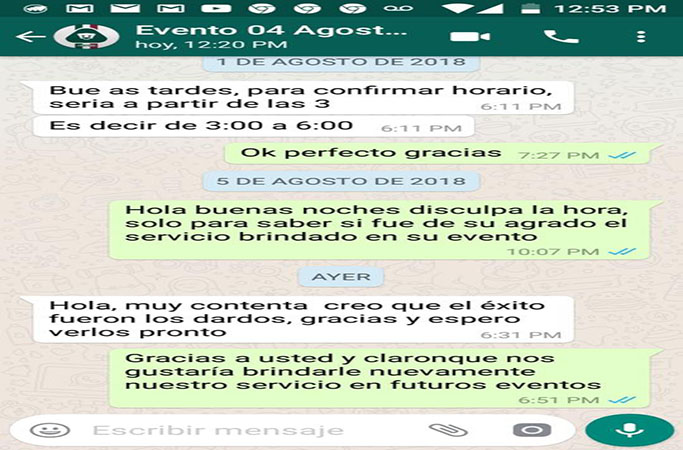 12:53 PM
Evento 04 Agost...
hoy, 12:20 PM
1 DE AGOSTO DE 2018
Bue as tardes, para confirmar horario,
seria a partir de las 3
6:11 PM
Es decir de 3:00 a 6:00
6:11 PM
Ok perfecto gracias
7:27 PM
5 DE AGOSTO DE 2018
Hola buenas noches disculpa la hora,
solo para saber si fue de su agrado el
servicio brindado en su evento
10:07 PM
AYER
Hola, muy contenta creo que el éxito
fueron los dardos, gracias y espero
verlos pronto
6:31 PM
Gracias a usted y claronque nos
gustaría brindarle nuevamente
nuestro servicio en futuros eventos
6:51 PM
Escribir mensaje